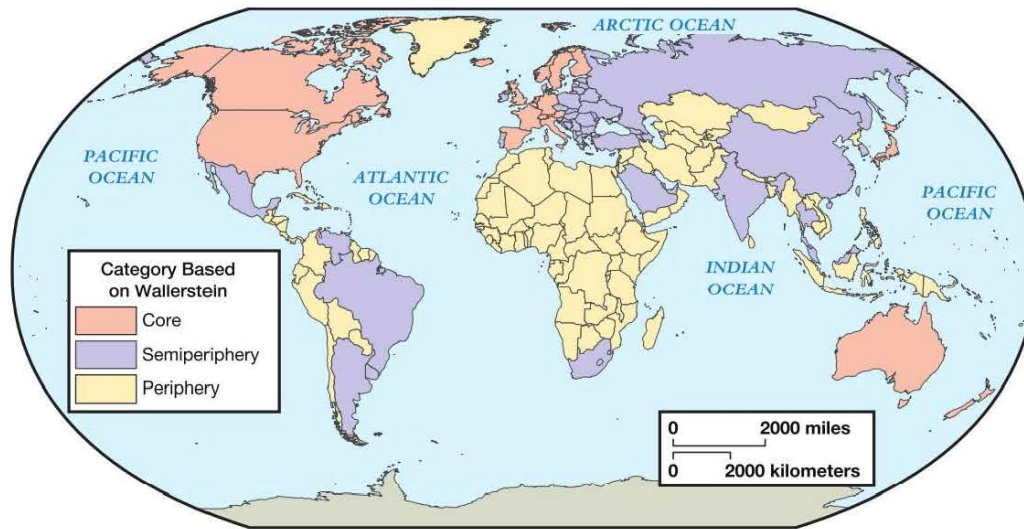 ARCTIC OCEAN
PACIFIC
OCEAN
ATLANTIC
OCEAN
PACIFIC
OCEAN
INDIAN
OCEAN
Category Based
on Wallerstein
Core
Semiperiphery
Periphery
0 2000 miles
0 2000 kilometers